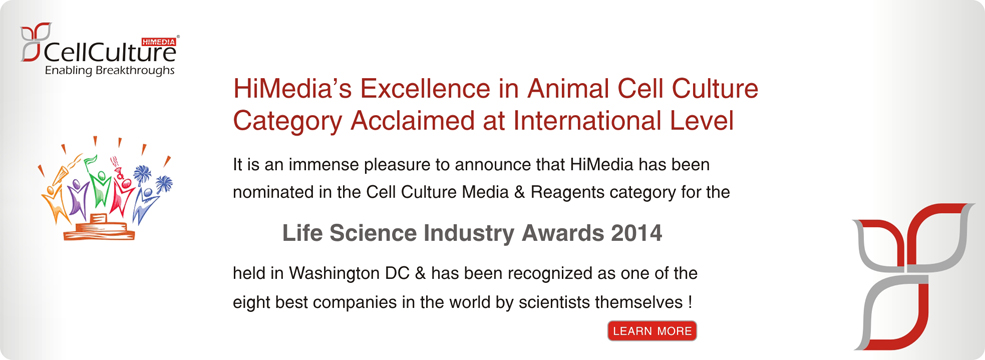 HIMEDIA
CellCulture®
Enabling Breakthroughs
HiMedia's Excellence in Animal Cell Culture
Category Acclaimed at International Level
It is an immense pleasure to announce that HiMedia has been
nominated in the Cell Culture Media & Reagents category for the
Life Science Industry Awards 2014
held in Washington DC & has been recognized as one of the
eight best companies in the world by scientists themselves !
LEARN MORE